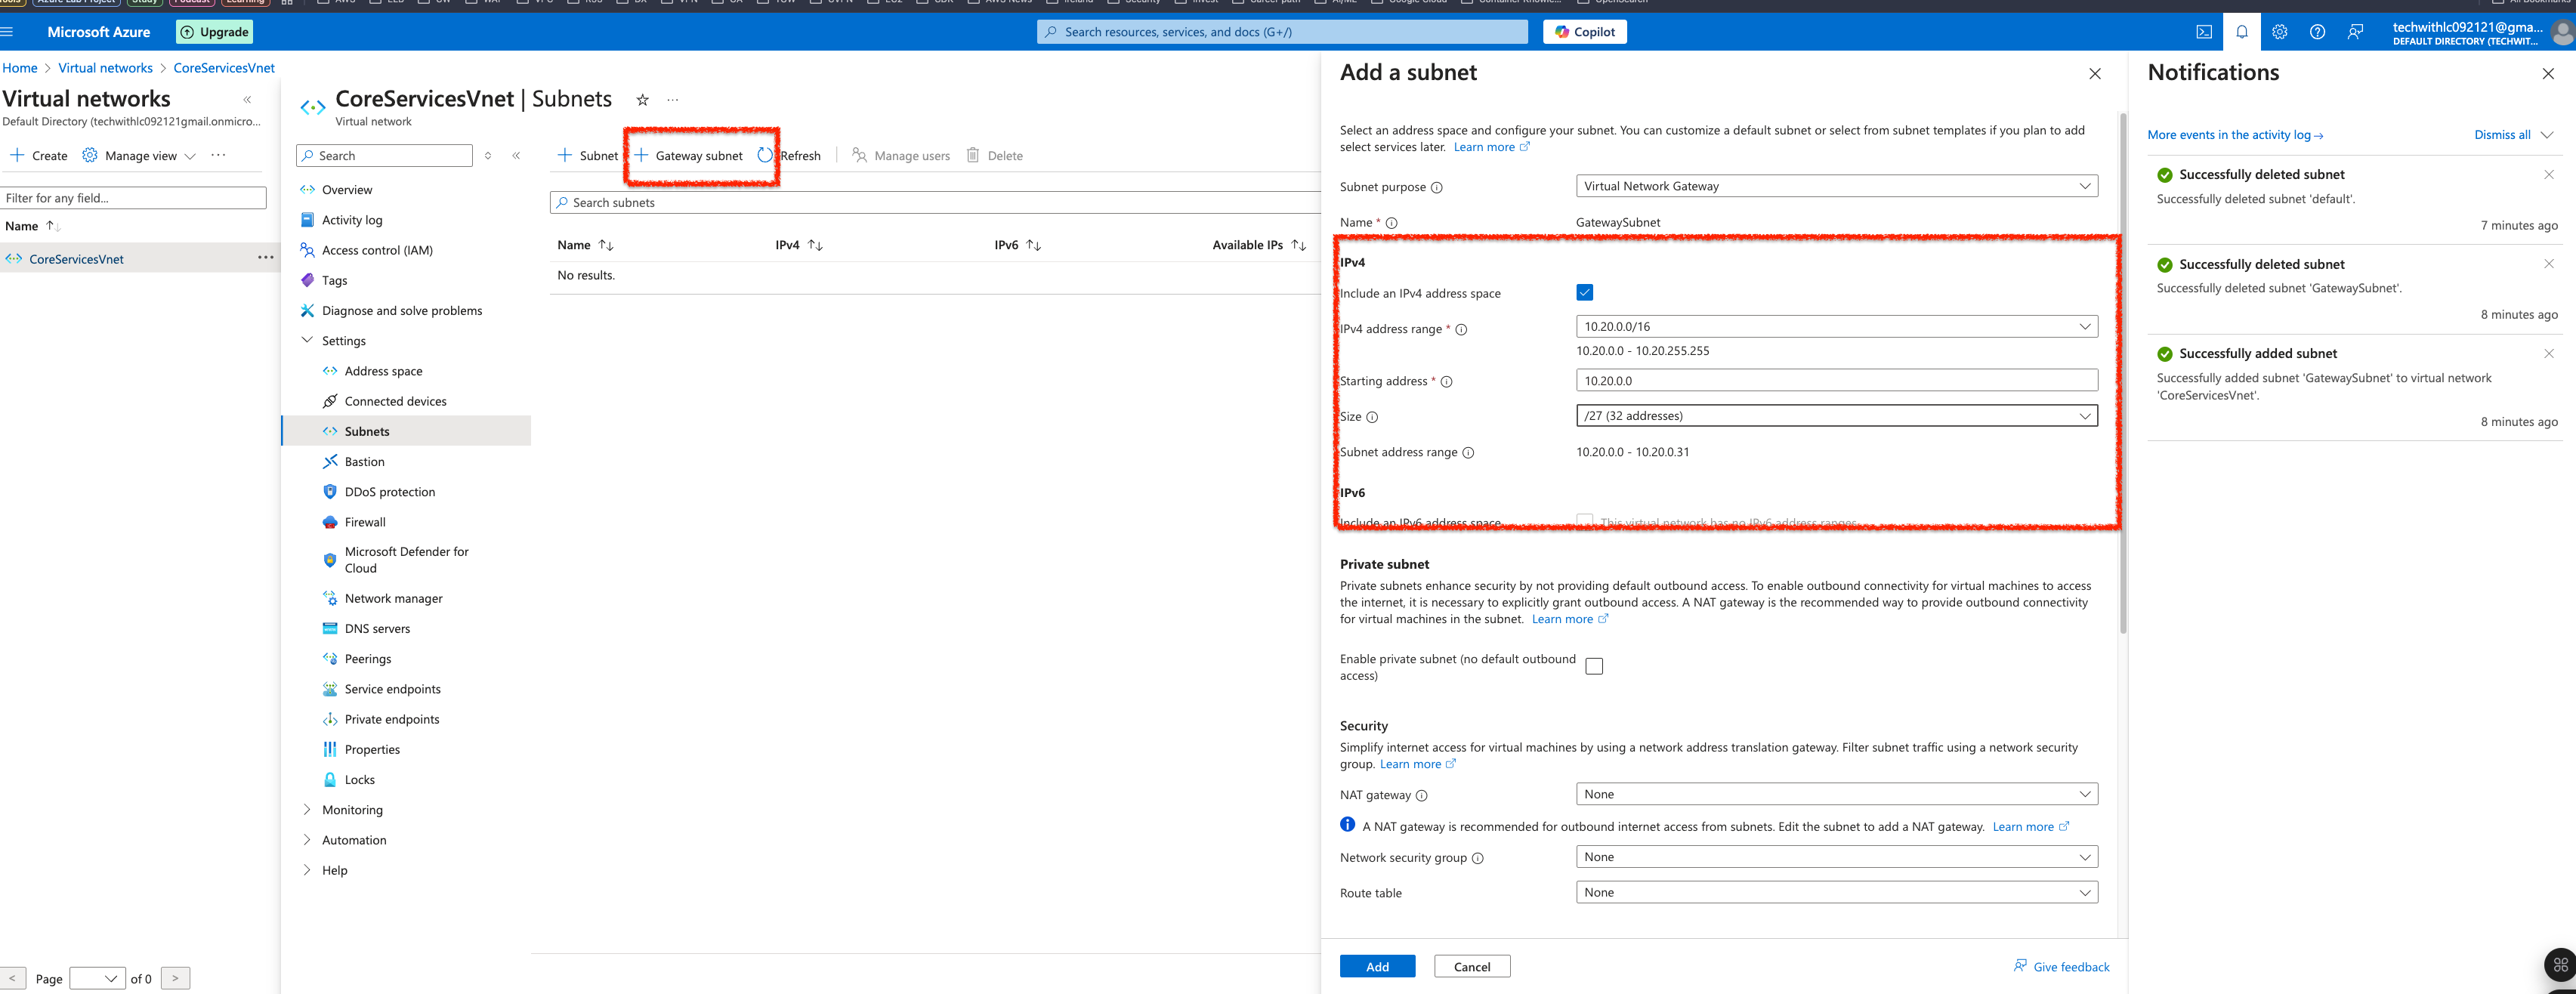 Azure Lab Project
Study
Podcast
Learning
Microsoft Azure
Upgrade
Search resources, services, and docs (G+/)
Copilot
techwithlc092121@gma...
DEFAULT DIRECTORY (TECHWIT...
Home > Virtual networks > CoreServicesVnet
Virtual networks
«
Default Directory (techwithlc092121gmail.onmicro...
+ Create
Manage view
...
Filter for any field...
Name ↑↓
CoreServicesVnet
...
< Page
of 0 >
CoreServicesVnet | Subnets
☆ ...
Virtual network
Search
«
Overview
Activity log
Access control (IAM)
Tags
Diagnose and solve problems
Settings
Address space
Connected devices
Subnets
Bastion
DDoS protection
Firewall
Microsoft Defender for
Cloud
Network manager
DNS servers
Peerings
Service endpoints
Private endpoints
Properties
Locks
Monitoring
Automation
Help
+ Subnet
+ Gateway subnet
Refresh
Manage users
Delete
Search subnets
Name ↑↓ IPv4 ↑↓ IPv6 ↑↓ Available IPs ↑↓
No results.
Add a subnet
Select an address space and configure your subnet. You can customize a default subnet or select from subnet templates if you plan to add
select services later. Learn more
Subnet purpose Virtual Network Gateway
Name * GatewaySubnet
IPv4
Include an IPv4 address space
IPv4 address range * 10.20.0.0/16
10.20.0.0 - 10.20.255.255
Starting address * 10.20.0.0
Size /27 (32 addresses)
Subnet address range 10.20.0.0 - 10.20.0.31
IPv6
Include an IPv6 address space This virtual network has no IPv6 address ranges.
Private subnet
Private subnets enhance security by not providing default outbound access. To enable outbound connectivity for virtual machines to access
the internet, it is necessary to explicitly grant outbound access. A NAT gateway is the recommended way to provide outbound connectivity
for virtual machines in the subnet. Learn more
Enable private subnet (no default outbound
access)
Security
Simplify internet access for virtual machines by using a network address translation gateway. Filter subnet traffic using a network security
group. Learn more
NAT gateway None
A NAT gateway is recommended for outbound internet access from subnets. Edit the subnet to add a NAT gateway. Learn more
Network security group None
Route table None
Add
Cancel
Give feedback
Notifications
More events in the activity log →
Dismiss all
Successfully deleted subnet
Successfully deleted subnet 'default'.
7 minutes ago
Successfully deleted subnet
Successfully deleted subnet 'GatewaySubnet'.
8 minutes ago
Successfully added subnet
Successfully added subnet 'GatewaySubnet' to virtual network
'CoreServicesVnet'.
8 minutes ago